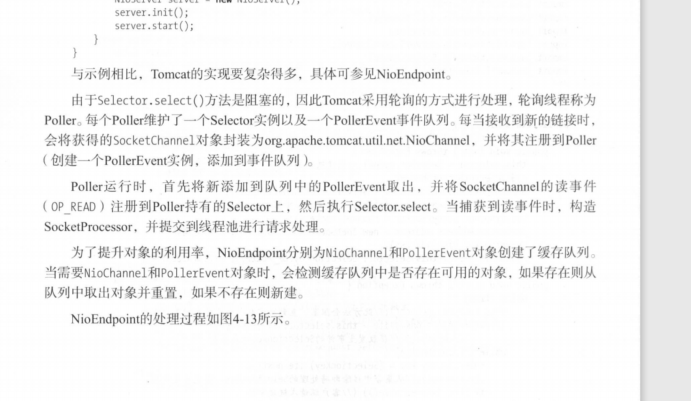 NioServer server = new NioServer();
server.init();
server.start();
}
}
与示例相比，Tomcat的实现要复杂得多，具体可参见NioEndpoint。
由于Selector.select()方法是阻塞的，因此Tomcat采用轮询的方式进行处理，轮询线程称为
Poller。每个Poller维护了一个Selector实例以及一个PollerEvent事件队列。每当接收到新的链接时，
会将获得的SocketChannel对象封装为org.apache.tomcat.util.net.NioChannel，并将其注册到Poller
（创建一个PollerEvent实例，添加到事件队列）。
Poller运行时，首先将新添加到队列中的PollerEvent取出，并将SocketChannel的读事件
（OP_READ）注册到Poller持有的Selector上，然后执行Selector.select。当捕获到读事件时，构造
SocketProcessor，并提交到线程池进行请求处理。
为了提升对象的利用率，NioEndpoint分别为NioChannel和PollerEvent对象创建了缓存队列。
当需要NioChannel和PollerEvent对象时，会检测缓存队列中是否存在可用的对象，如果存在则从
队列中取出对象并重置，如果不存在则新建。
NioEndpoint的处理过程如图4-13所示。